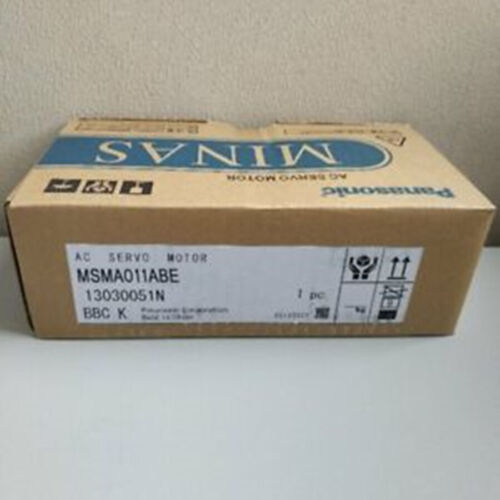 Panasonic
AC SERVO MOTOR
MINAS
AC SERVO MOTOR
MSMA011ABE
13030051N
1 pc.
BBC K